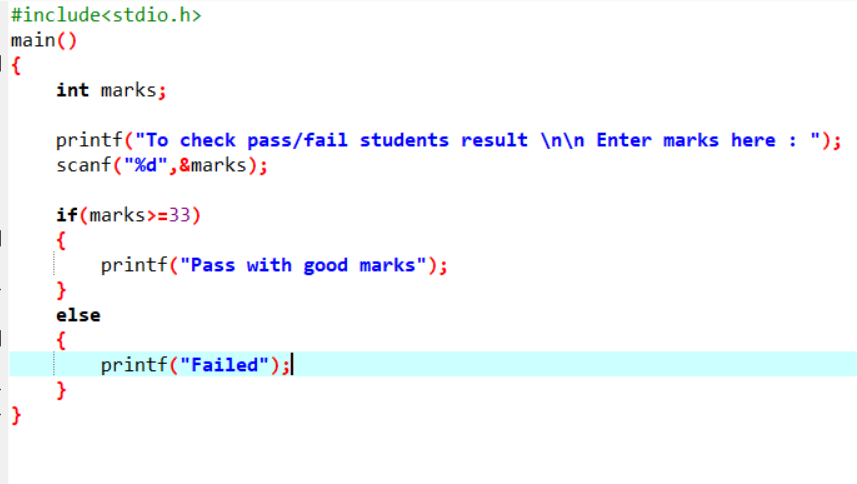 #include<stdio.h>
main()
{
int marks;
printf("To check pass/fail students result \n\n Enter marks here : ");
scanf("%d",&marks);
if(marks>=33)
{
printf("Pass with good marks");
}
else
{
printf("Failed");
}
}